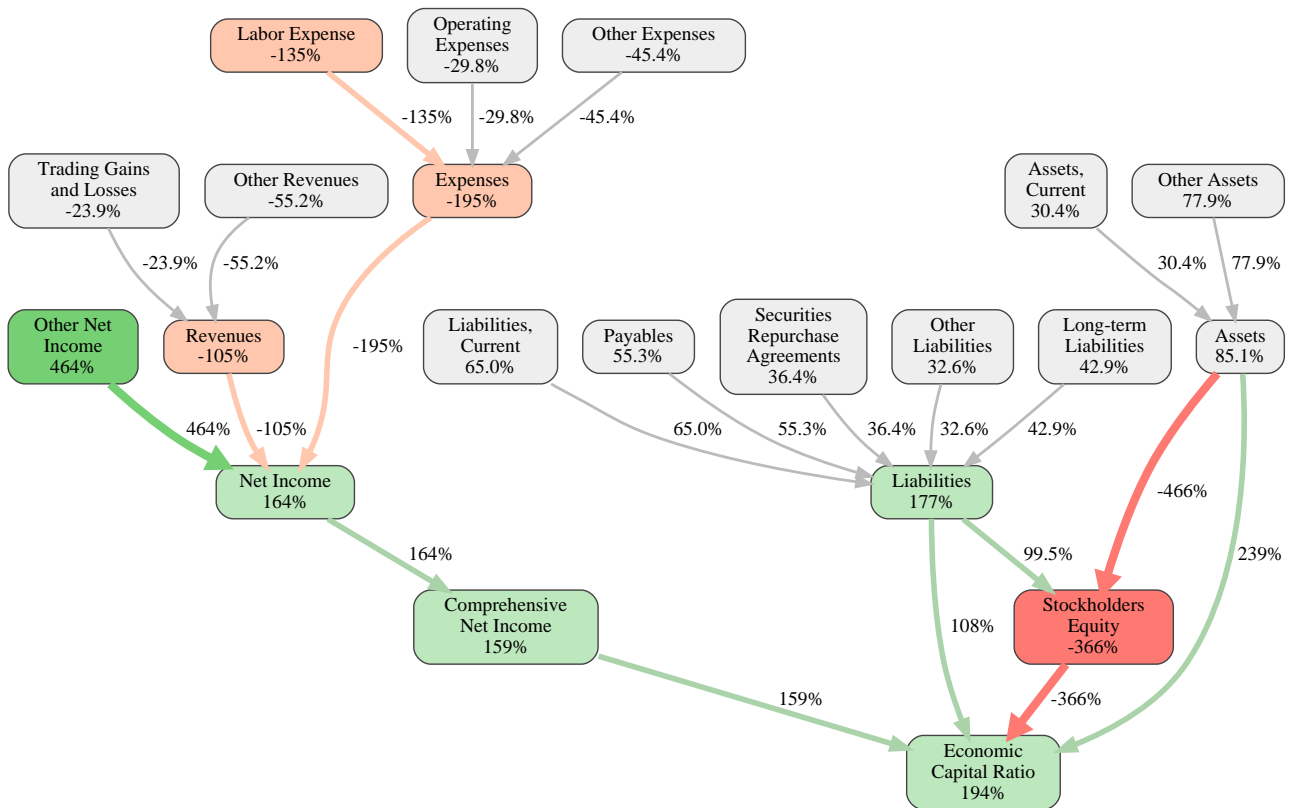 Labor Expense
-135%
Operating
Expenses
-29.8%
Other Expenses
-45.4%
-135%
-29.8%
-45.4%
Trading Gains
and Losses
-23.9%
Other Revenues
-55.2%
Expenses
-195%
Assets,
Current
30.4%
Other Assets
77.9%
-23.9%
-55.2%
30.4%
77.9%
Other Net
Income
464%
Revenues
-105%
-195%
Liabilities,
Current
65.0%
Payables
55.3%
Securities
Repurchase
Agreements
36.4%
Other
Liabilities
32.6%
Long-term
Liabilities
42.9%
Assets
85.1%
464%
-105%
65.0%
55.3%
36.4%
32.6%
42.9%
Net Income
164%
Liabilities
177%
-466%
164%
99.5%
239%
Comprehensive
Net Income
159%
108%
Stockholders
Equity
-366%
159%
-366%
Economic
Capital Ratio
194%